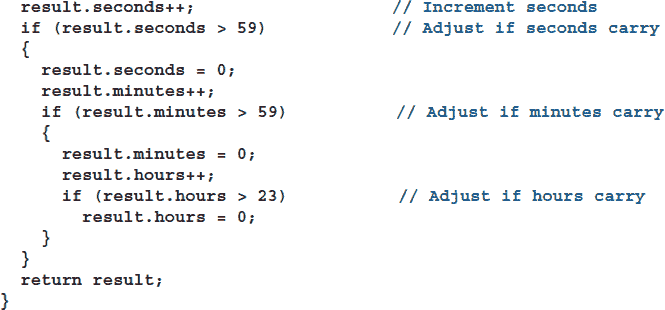 result.seconds++;                   // Increment seconds
if (result.seconds > 59)            // Adjust if seconds carry
{
  result.seconds = 0;
  result.minutes++;
  if (result.minutes > 59)           // Adjust if minutes carry
  {
    result.minutes = 0;
    result.hours++;
    if (result.hours > 23)           // Adjust if hours carry
      result.hours = 0;
  }
}
return result;
}